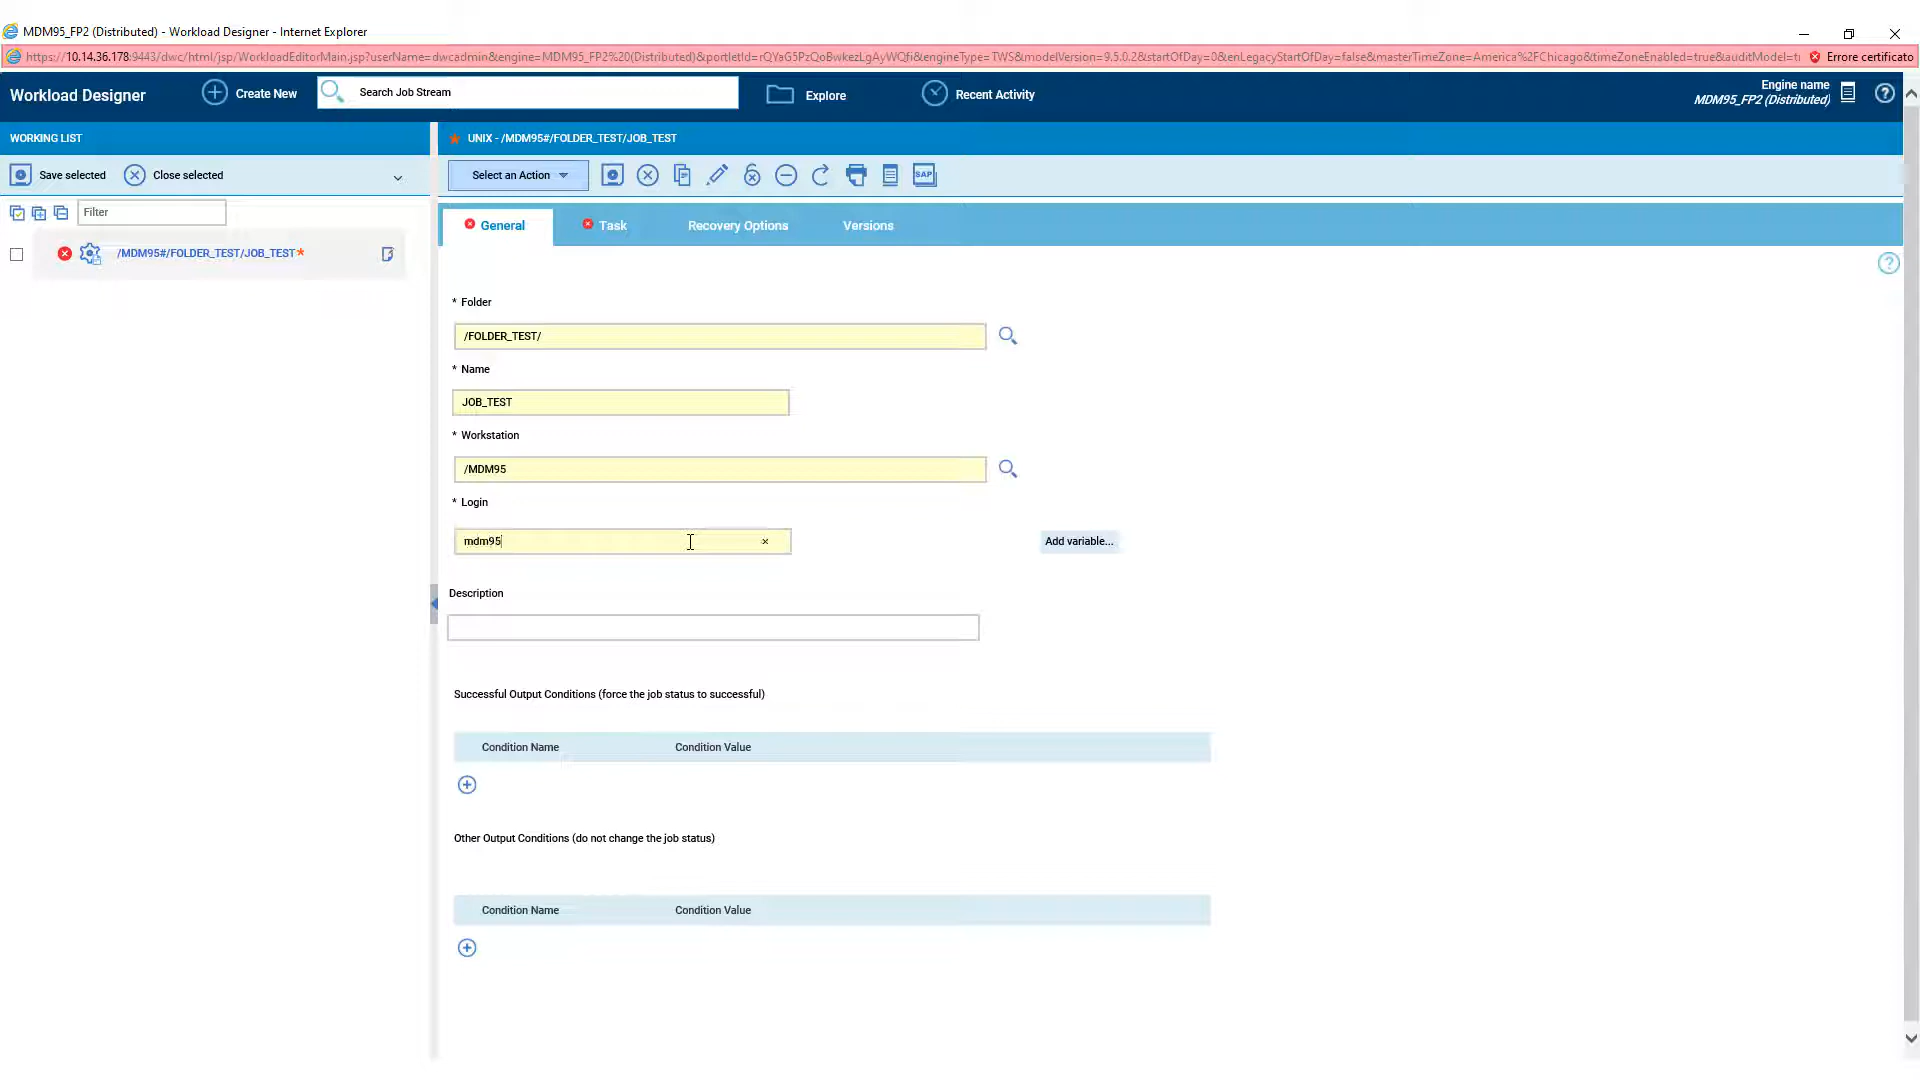 MDM95_FP2 (Distributed) - Workload Designer - Internet Explorer
https://10.14.36.178:9443/dwc/html/jsp/WorkloadEditorMain.jsp?userName=dwcadmin&engine=MDM95_FP2%20(Distributed)&portletId=rQYaG5PzQoBwkezLgAyWQfi&engineType=TWS&modelVersion=9.5.0.2&startOfDay=0&enLegacyStartOfDay=false&masterTimeZone=America%2FChicago&timeZoneEnabled=true&auditModel=tr Errore certificato
Workload Designer
Create New
Search Job Stream
Explore
Recent Activity
Engine name
MDM95_FP2 (Distributed)
WORKING LIST
UNIX - /MDM95#/FOLDER_TEST/JOB_TEST
Save selected
Close selected
Select an Action
SAP
Filter
General
Task
Recovery Options
Versions
/MDM95#/FOLDER_TEST/JOB_TEST*
* Folder
/FOLDER_TEST/
* Name
JOB_TEST
* Workstation
/MDM95
* Login
mdm95
Add variable...
Description
Successful Output Conditions (force the job status to successful)
Condition Name Condition Value
Other Output Conditions (do not change the job status)
Condition Name Condition Value